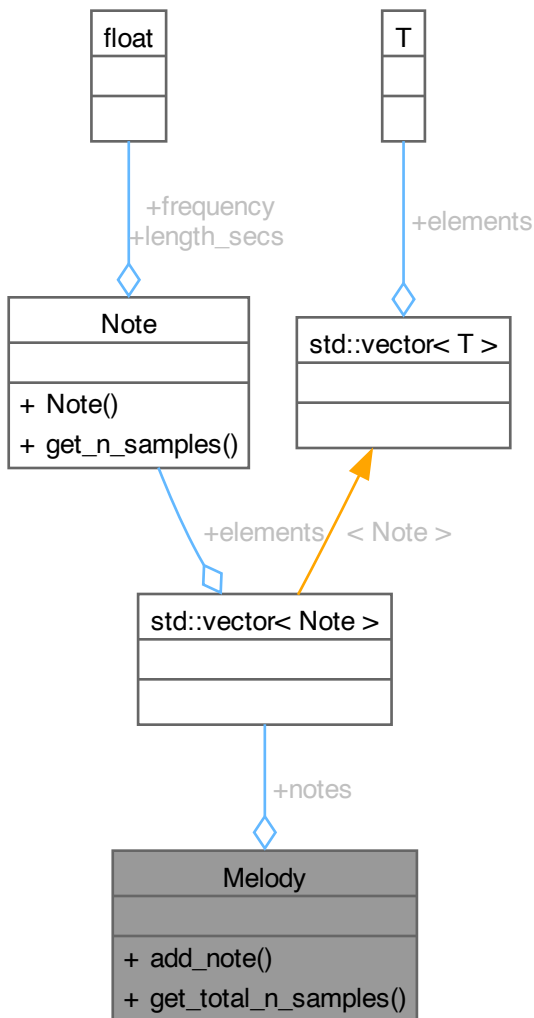 float
T
+frequency
+length_secs
+elements
Note
+ Note()
+ get_n_samples()
std::vector< T >
+elements
< Note >
std::vector< Note >
+notes
Melody
+ add_note()
+ get_total_n_samples()